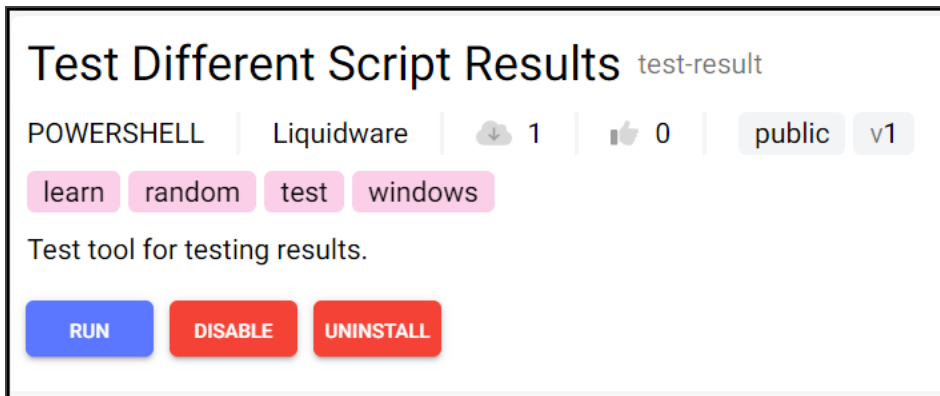 Test Different Script Results test-result
POWERSHELL Liquidware 1 0 public v1
learn random test windows
Test tool for testing results.
RUN DISABLE UNINSTALL